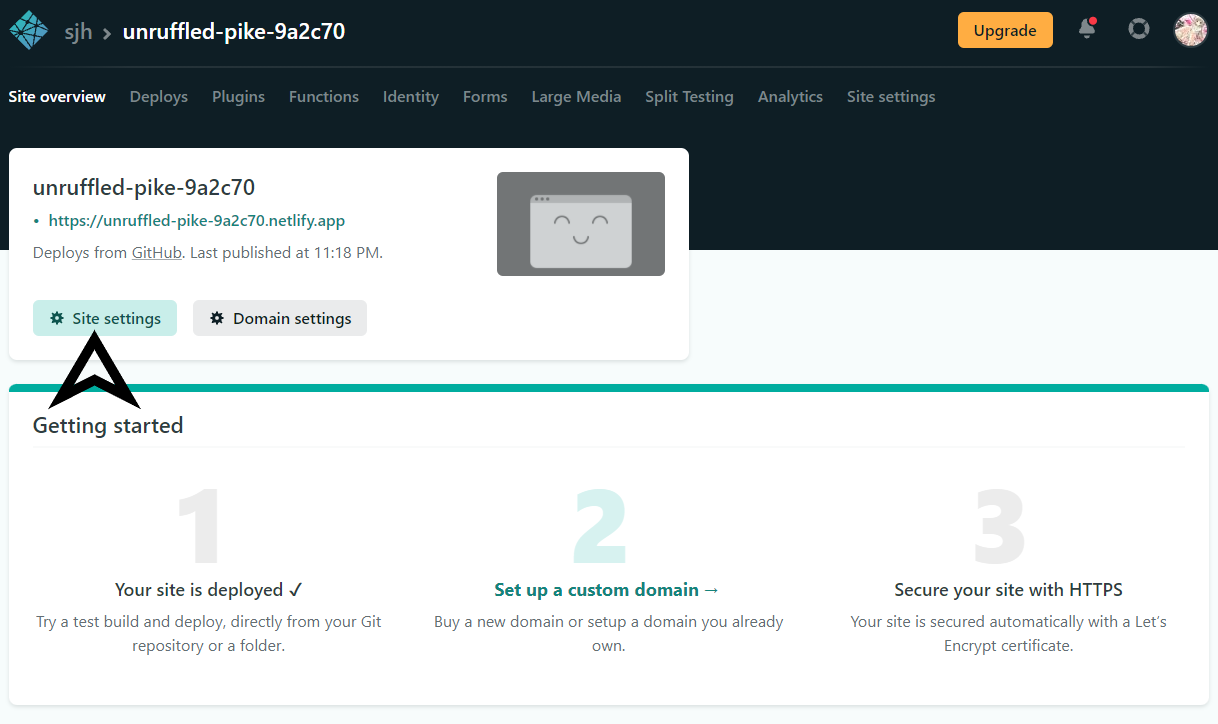 sjh > unruffled-pike-9a2c70
Upgrade
Site overview Deploys Plugins Functions Identity Forms Large Media Split Testing Analytics Site settings
unruffled-pike-9a2c70
• https://unruffled-pike-9a2c70.netlify.app
Deploys from GitHub. Last published at 11:18 PM.
Site settings Domain settings
Getting started
1
Your site is deployed ✓
Try a test build and deploy, directly from your Git
repository or a folder.
2
Set up a custom domain →
Buy a new domain or setup a domain you already
own.
3
Secure your site with HTTPS
Your site is secured automatically with a Let’s
Encrypt certificate.